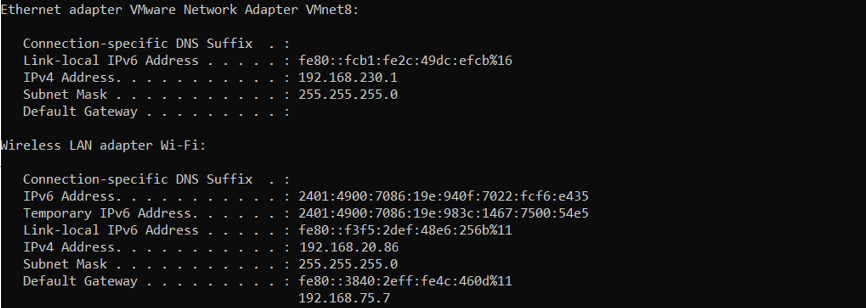 Ethernet adapter VMware Network Adapter VMnet8:
Connection-specific DNS Suffix . :
Link-local IPv6 Address . . . . . : fe80::fcb1:fe2c:49dc:efcb%16
IPv4 Address. . . . . . . . . . . : 192.168.230.1
Subnet Mask . . . . . . . . . . . : 255.255.255.0
Default Gateway . . . . . . . . . :
Wireless LAN adapter Wi-Fi:
Connection-specific DNS Suffix . :
IPv6 Address. . . . . . . . . . . : 2401:4900:7086:19e:940f:7022:fcf6:e435
Temporary IPv6 Address. . . . . . : 2401:4900:7086:19e:983c:1467:7500:54e5
Link-local IPv6 Address . . . . . : fe80::f3f5:2def:48e6:256b%11
IPv4 Address. . . . . . . . . . . : 192.168.20.86
Subnet Mask . . . . . . . . . . . : 255.255.255.0
Default Gateway . . . . . . . . . : fe80::3840:2eff:fe4c:460d%11
192.168.75.7